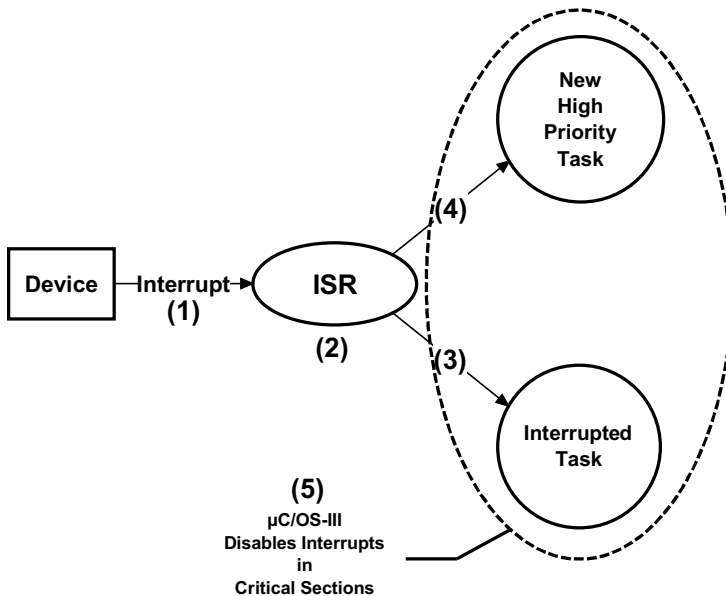 New
High
Priority
Task
(4)
Device
Interrupt
(1)
ISR
(2)
(3)
Interrupted
Task
(5)
µC/OS-III
Disables Interrupts
in
Critical Sections